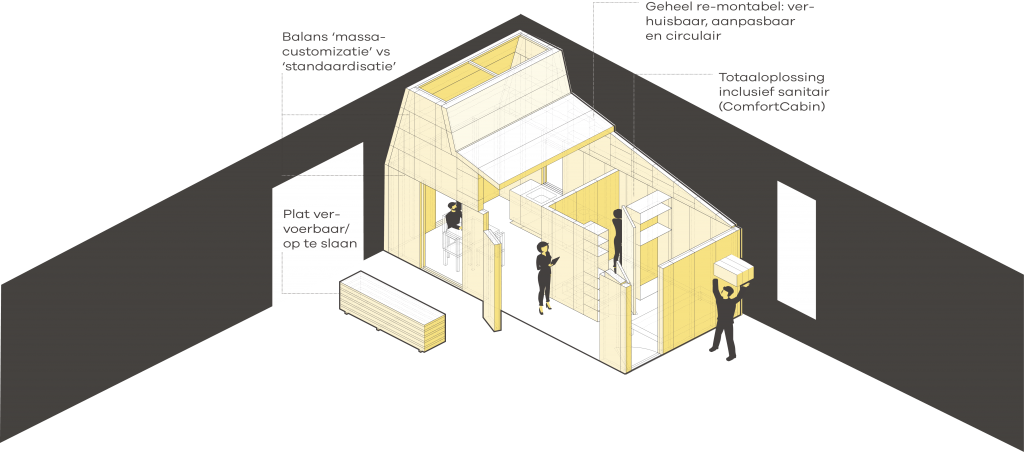 Balans ‘massa-
customizatie’ vs
‘standaardisatie’
Geheel re-montabel: ver-
huisbaar, aanpasbaar
en circulair
Totaaloplossing
inclusief sanitair
(ComfortCabin)
Plat ver-
voerbaar/
op te slaan